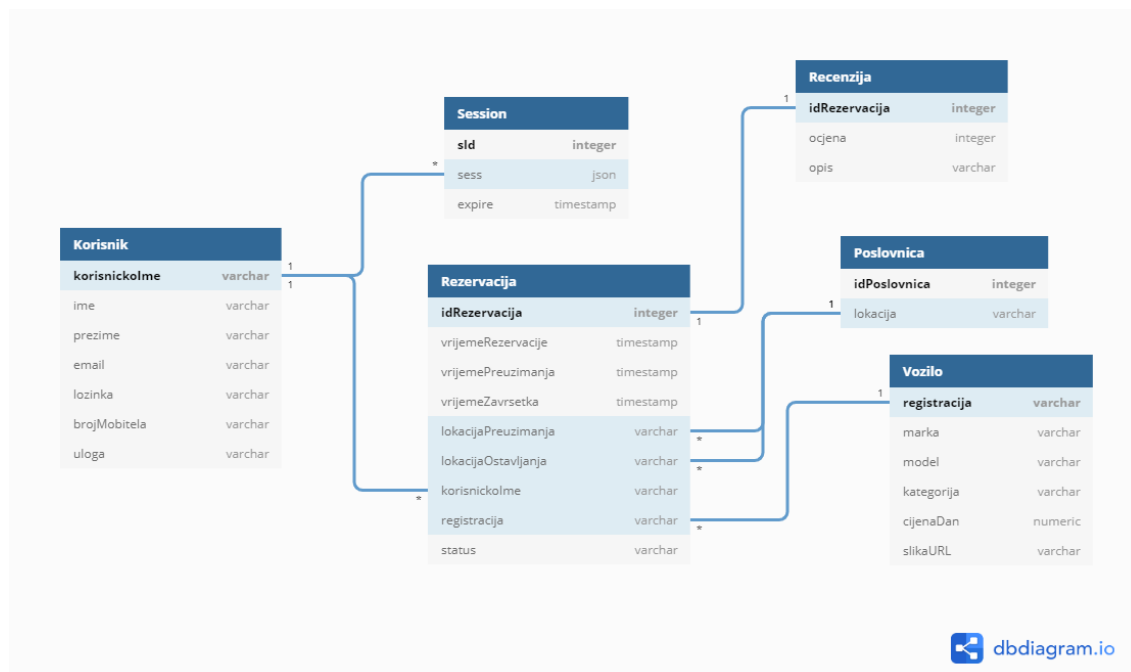 Korisnik
korisnickoIme varchar
ime varchar
prezime varchar
email varchar
lozinka varchar
brojMobitela varchar
uloga varchar
1
1
Session
sId integer
sess json
expire timestamp
*
Rezervacija
idRezervacija integer
vrijemeRezervacije timestamp
vrijemePreuzimanja timestamp
vrijemeZavrsetka timestamp
lokacijaPreuzimanja varchar
lokacijaOstavljanja varchar
korisnickoIme varchar
registracija varchar
status varchar
*
1
*
*
*
Recenzija
idRezervacija integer
ocjena integer
opis varchar
1
Poslovnica
idPoslovnica integer
lokacija varchar
1
Vozilo
registracija varchar
marka varchar
model varchar
kategorija varchar
cijenaDan numeric
slikaURL varchar
1
dbdiagram.io